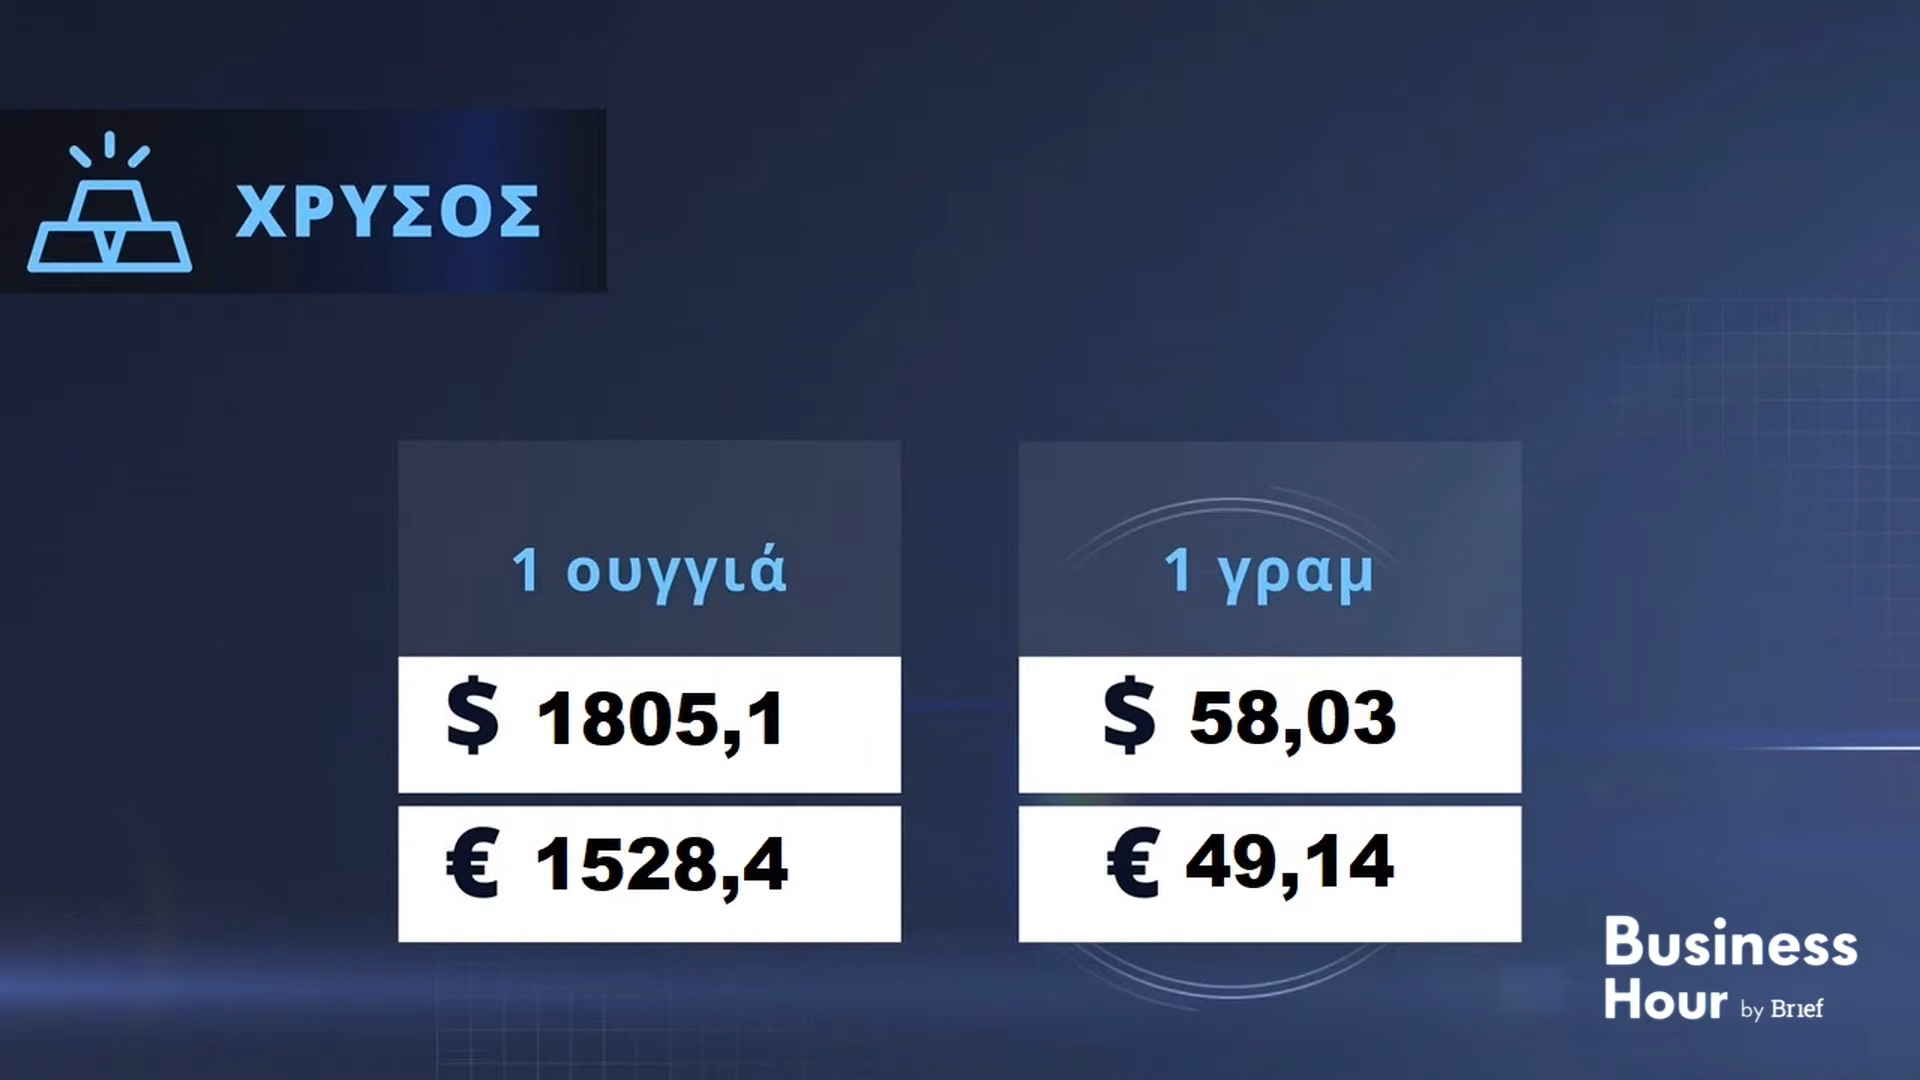 ΧΡΥΣΟΣ
1 ουγγιά
$ 1805,1
€ 1528,4
1 γραμ
$ 58,03
€ 49,14
Business
Hour by Brief